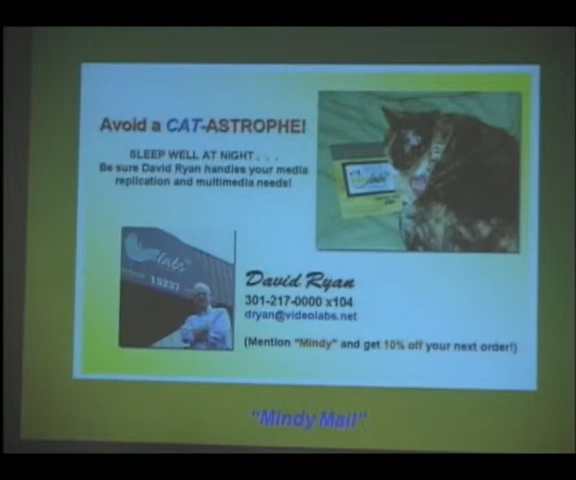 Avoid a CAT-ASTROPHE!
SLEEP WELL AT NIGHT . . .
Be sure David Ryan handles your media
replication and multimedia needs!
labs
labs
15237
David Ryan
301-217-0000 x104
dryan@videolabs.net
(Mention "Mindy" and get 10% off your next order!)
"Mindy Mail"